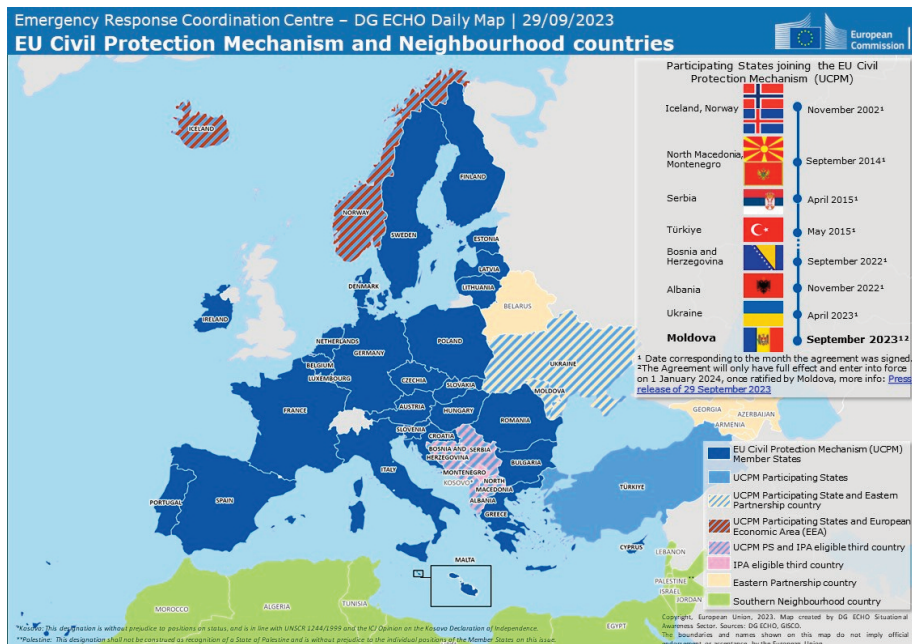 Emergency Response Coordination Centre – DG ECHO Daily Map | 29/09/2023
EU Civil Protection Mechanism and Neighbourhood countries
European
Commission
Participating States joining the EU Civil
Protection Mechanism (UCPM)
Iceland, Norway
November 2002¹
North Macedonia,
Montenegro
September 2014¹
Serbia
April 2015¹
Türkiye
May 2015¹
Bosnia and
Herzegovina
September 2022¹
Albania
November 2022¹
Ukraine
April 2023¹
Moldova
September 2023¹²
¹ Date corresponding to the month the agreement was signed.
²The Agreement will only have full effect and enter into force
on 1 January 2024, once ratified by Moldova, more info: Press
release of 29 September 2023
ICELAND
NORWAY
SWEDEN
FINLAND
ESTONIA
LATVIA
LITHUANIA
DENMARK
IRELAND
BELARUS
NETHERLANDS
POLAND
GERMANY
BELGIUM
LUXEMBOURG
CZECHIA
UKRAINE
SLOVAKIA
MOLDOVA
FRANCE
AUSTRIA
HUNGARY
SLOVENIA
ROMANIA
CROATIA
BOSNIA AND
HERZEGOVINA
SERBIA
ITALY
MONTENEGRO
BULGARIA
KOSOVO*
NORTH
MACEDONIA
ALBANIA
GREECE
PORTUGAL
SPAIN
TÜRKIYE
GEORGIA
AZERBAIJAN
ARMENIA
CYPRUS
MALTA
LEBANON
PALESTINE**
ISRAEL
JORDAN
MOROCCO
ALGERIA
TUNISIA
EGYPT
EU Civil Protection Mechanism (UCPM)
Member States
UCPM Participating States
UCPM Participating State and Eastern
Partnership country
UCPM Participating States and European
Economic Area (EEA)
UCPM PS and IPA eligible third country
IPA eligible third country
Eastern Partnership country
Southern Neighbourhood country
*Kosovo: This designation is without prejudice to positions on status, and is in line with UNSCR 1244/1999 and the ICJ Opinion on the Kosovo Declaration of Independence.
**Palestine: This designation shall not be construed as recognition of a State of Palestine and is without prejudice to the individual positions of the Member States on this issue.
Copyright, European Union, 2023. Map created by DG ECHO Situational
Awareness Sector. Sources: DG ECHO, GISCO.
The boundaries and names shown on this map do not imply official